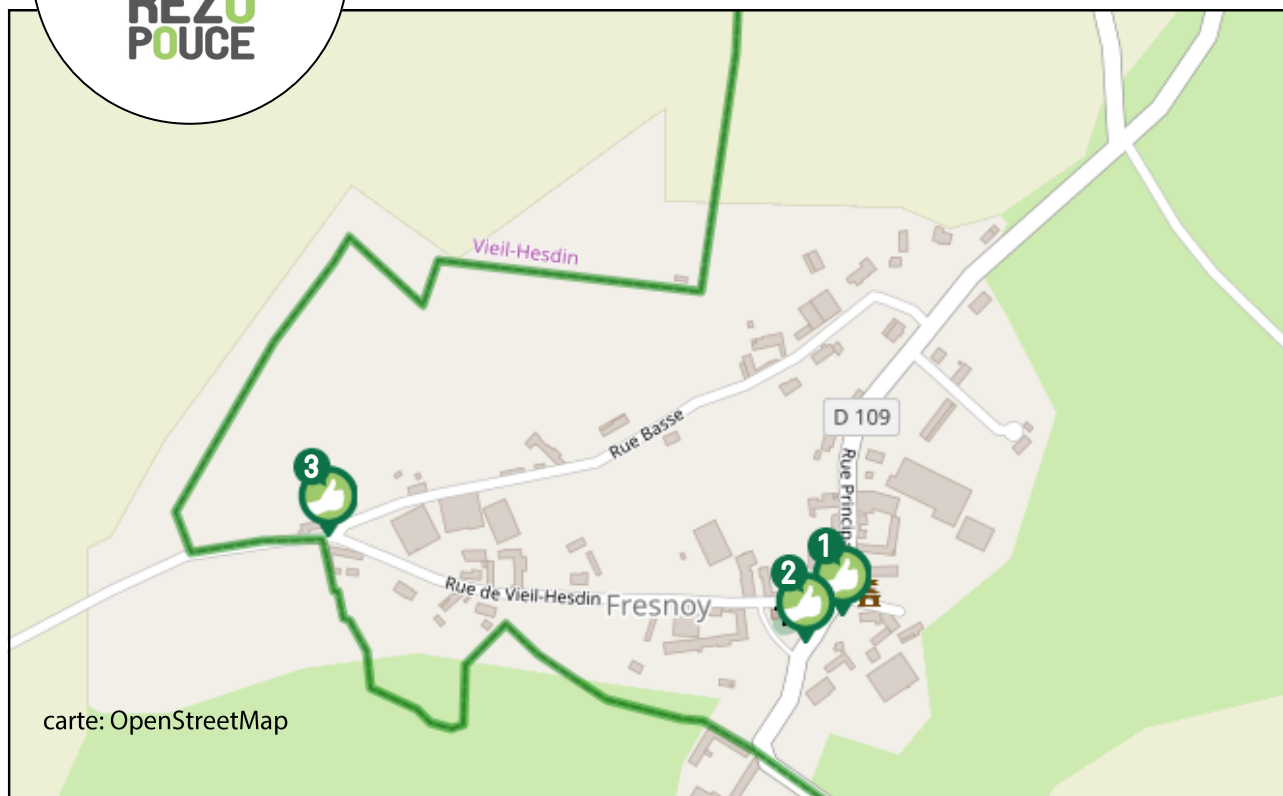 REZO
POUCE
Vieil-Hesdin
D 109
Rue Basse
3
1
2
Rue de Vieil-Hesdin
Fresnoy
carte: OpenStreetMap